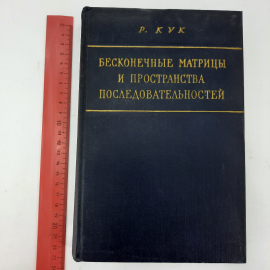 Р. КУК
БЕСКОНЕЧНЫЕ МАТРИЦЫ
И ПРОСТРАНСТВА
ПОСЛЕДОВАТЕЛЬНОСТЕЙ